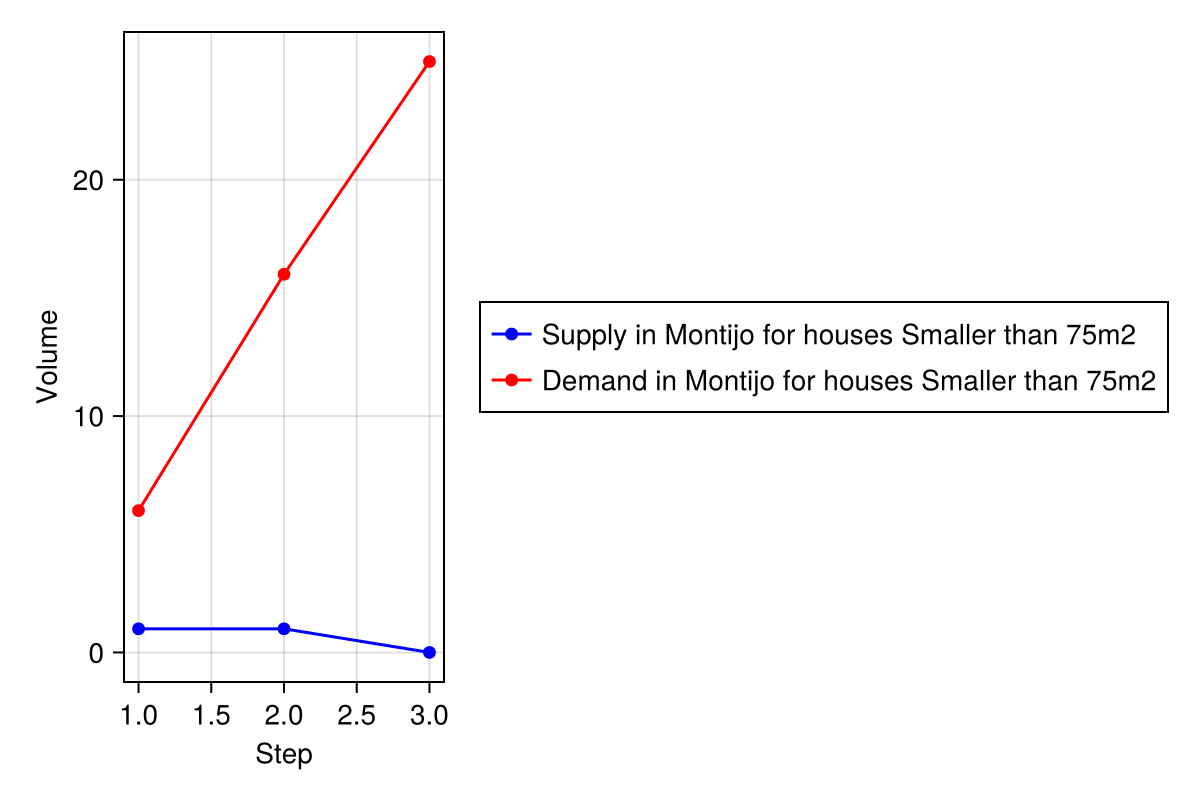 Volume
20
10
0
1.0 1.5 2.0 2.5 3.0
Step
Supply in Montijo for houses Smaller than 75m2
Demand in Montijo for houses Smaller than 75m2